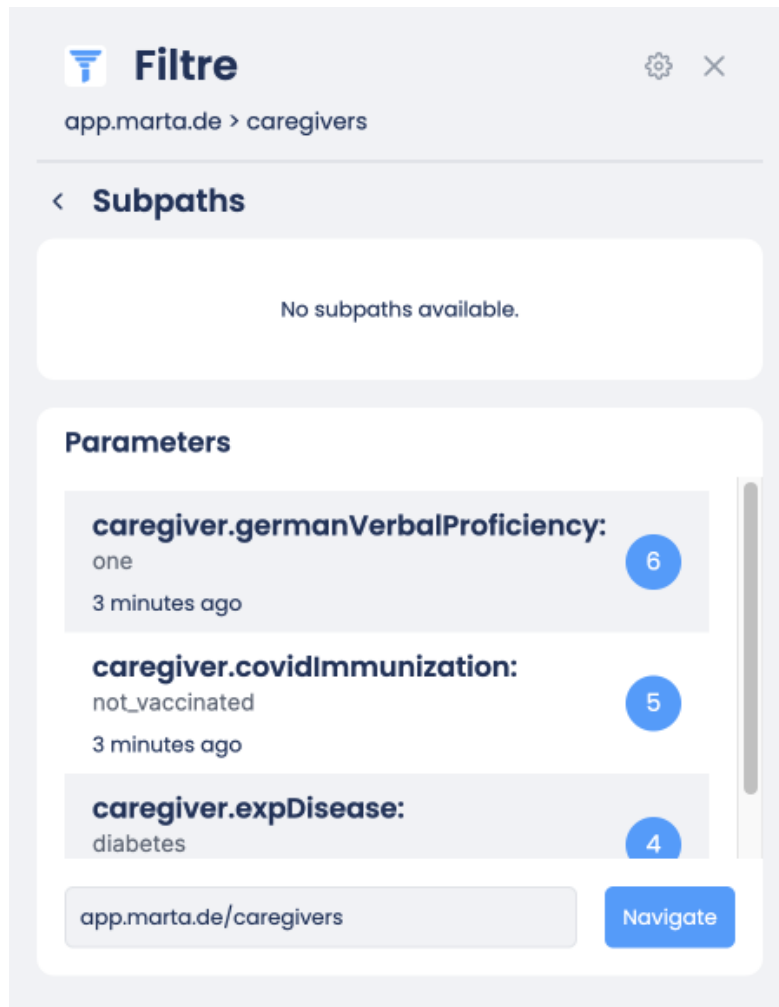 Filtre
app.marta.de > caregivers
Subpaths
No subpaths available.
Parameters
caregiver.germanVerbalProficiency:
one
6
3 minutes ago
caregiver.covidImmunization:
not_vaccinated
5
3 minutes ago
caregiver.expDisease:
diabetes
4
app.marta.de/caregivers
Navigate